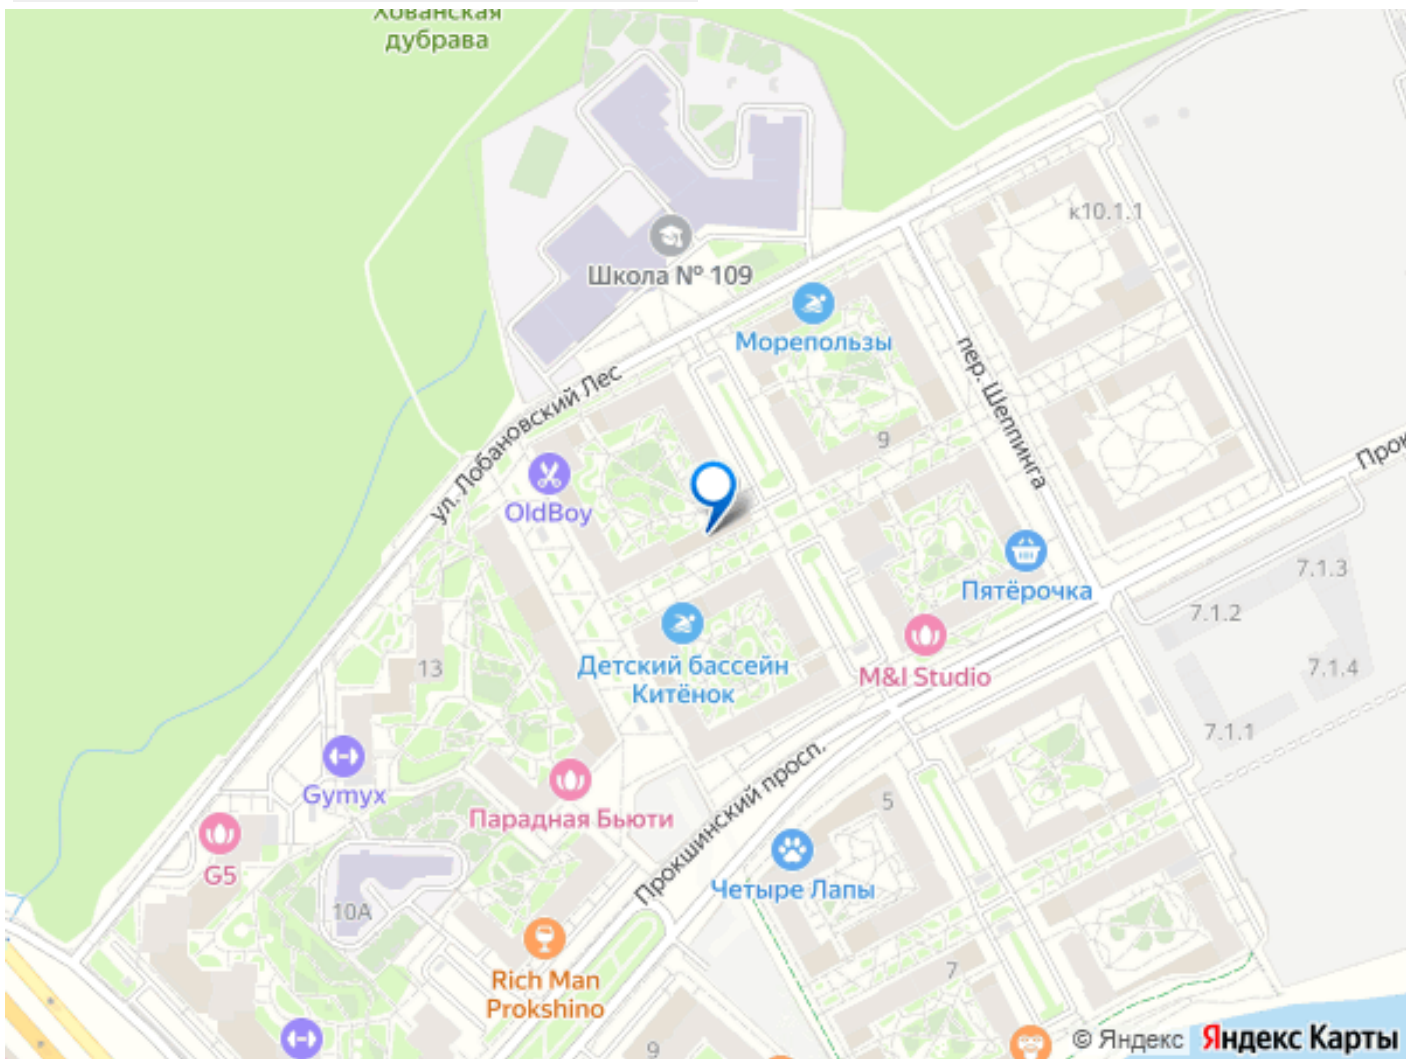 Хованская
дубрава
к10.1.1
Школа № 109
Морепользы
пер. Шеппинга
ул. Лобановский Лес
9
Прок
OldBoy
Пятёрочка
7.1.3
7.1.2
Детский бассейн
Китёнок
M&I Studio
7.1.4
13
7.1.1
Gymyx
Прокшинский просп.
Парадная Бьюти
5
G5
Четыре Лапы
10А
Rich Man
Prokshino
7
9
© Яндекс Яндекс Карты